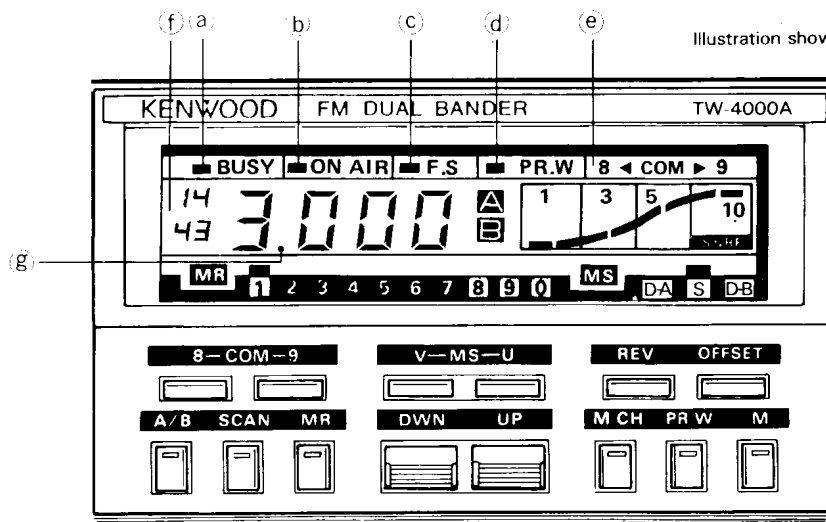 ⓕ ⓐ ⓑ ⓒ ⓓ ⓔ
Illustration show
KENWOOD FM DUAL BANDER TW-4000A
BUSY ON AIR F.S PR.W 8 ◄ COM ► 9
14 3.000 A 1 3 5 10
43 B
ⓖ
MR 1 2 3 4 5 6 7 8 9 0 MS D-A S D-B
8–COM–9 V–MS–U REV OFFSET
A/B SCAN MR DWN UP M CH PR W M